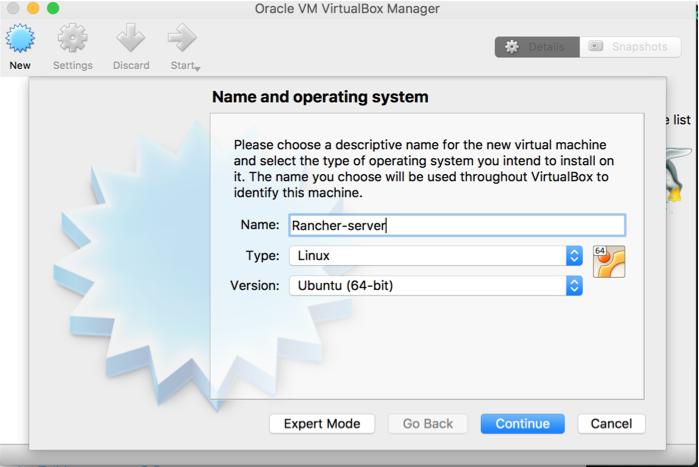 Oracle VM VirtualBox Manager
New Settings Discard Start
Details Snapshots
Name and operating system
e list
Please choose a descriptive name for the new virtual machine
and select the type of operating system you intend to install on
it. The name you choose will be used throughout VirtualBox to
identify this machine.
Name: Rancher-server
Type: Linux
64
Version: Ubuntu (64-bit)
Expert Mode Go Back Continue Cancel